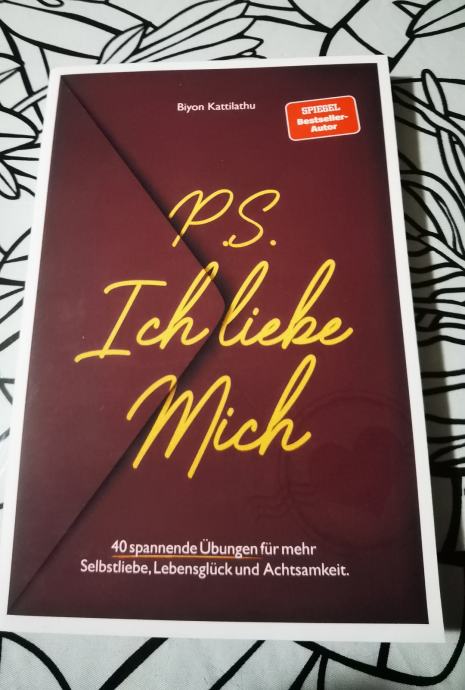 Biyon Kattilathu
SPIEGEL
Bestseller-
Autor
P.S.
Ich liebe
Mich
40 spannende Übungen für mehr
Selbstliebe, Lebensglück und Achtsamkeit.